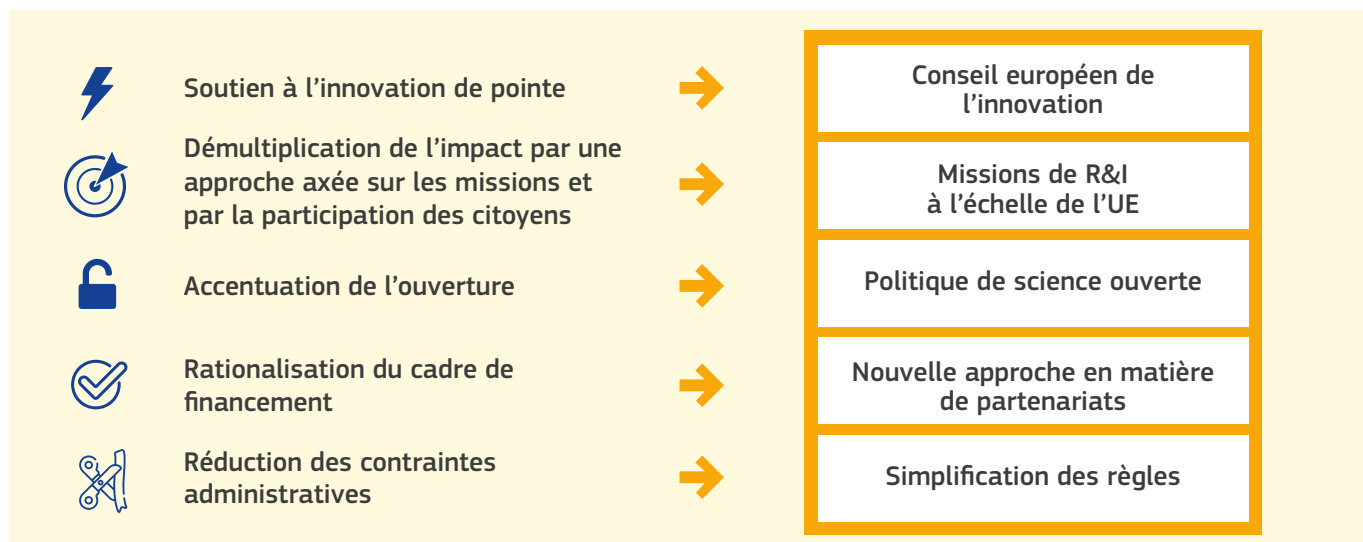 Soutien à l’innovation de pointe
Conseil européen de
l’innovation
Démultiplication de l’impact par une
approche axée sur les missions et
par la participation des citoyens
Missions de R&I
à l’échelle de l’UE
Accentuation de l’ouverture
Politique de science ouverte
Rationalisation du cadre de
financement
Nouvelle approche en matière
de partenariats
Réduction des contraintes
administratives
Simplification des règles